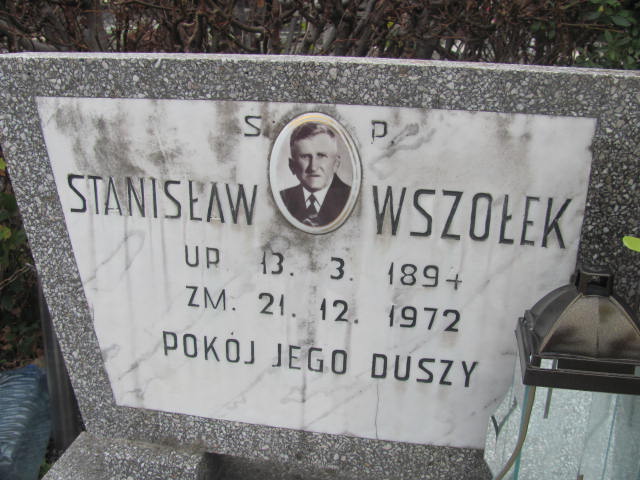 S. P.
STANISŁAW WSZOŁEK
UR. 13. 3. 1894
ZM. 21. 12. 1972
POKÓJ JEGO DUSZY